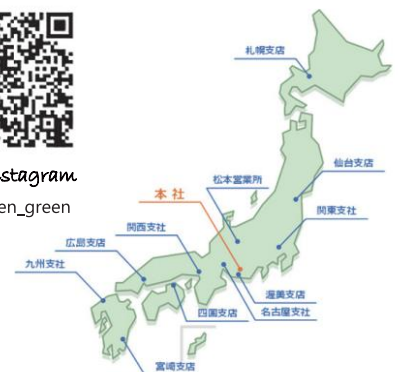 stagram
en_green
札幌支店
仙台支店
松本営業所
本社
関東支社
関西支社
広島支店
九州支社
渥美支店
四国支店
名古屋支社
宮崎支店